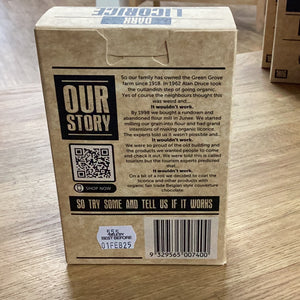 DARK
LICORICE
OUR
STORY
So our family has owned the Green Grove
farm since 1918. In 1962 Alan Druce took
the outlandish step of going organic.
Yes of course the neighbours thought this
was weird and....
It wouldn't work.
By 1998 we bought a rundown and
abandoned flour mill in Junee. We started
milling our grain into flour and had grand
intentions of making organic licorice.
The experts told us it wasn't possible and
It wouldn't work.
We were so proud of the old building and
the products we wanted people to come
and share it. We were told this is called
tourism but the tourism experts predicted
that...
It wouldn't work.
On a bit of a roll we decided to coat the
licorice and other products with
organic fair trade Belgian style couverture
chocolate.
SHOP NOW
SO TRY SOME AND TELL US IF IT WORKS
BEST BEFORE
01FEB25
9 329565 007400